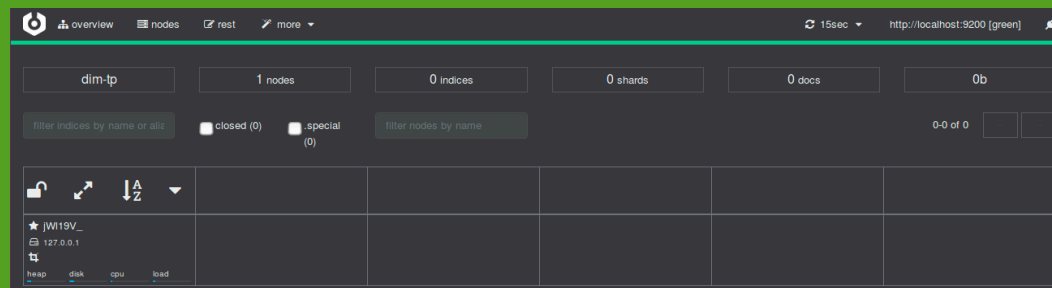 overview nodes rest more 15sec http://localhost:9200 [green]
dim-tp 1 nodes 0 indices 0 shards 0 docs 0b
filter indices by name or alia closed (0) .special (0) filter nodes by name 0-0 of 0
A
Z
jWI19V_
127.0.0.1
heap disk cpu load